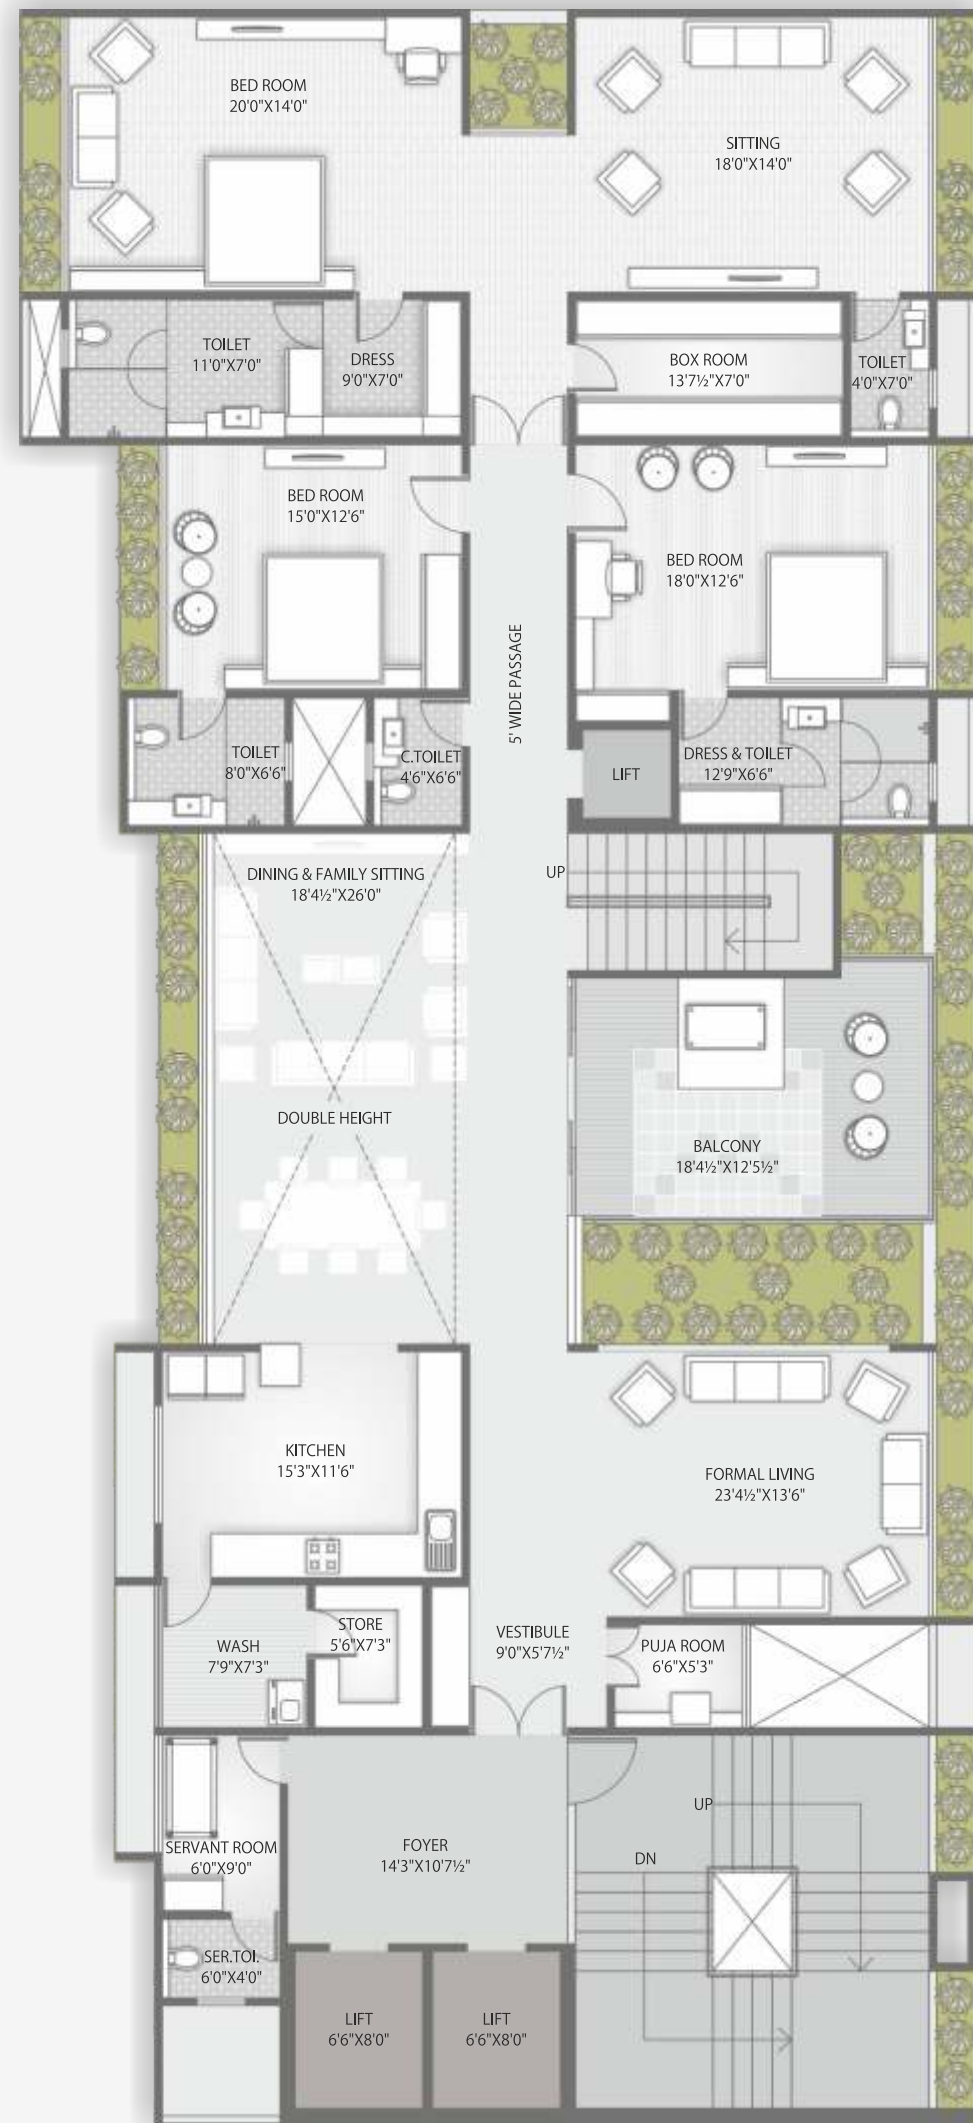 BED ROOM
20'0"X14'0"
SITTING
18'0"X14'0"
TOILET
11'0"X7'0"
DRESS
9'0"X7'0"
BOX ROOM
13'7½"X7'0"
TOILET
4'0"X7'0"
BED ROOM
15'0"X12'6"
BED ROOM
18'0"X12'6"
5' WIDE PASSAGE
TOILET
8'0"X6'6"
C.TOILET
4'6"X6'6"
LIFT
DRESS & TOILET
12'9"X6'6"
DINING & FAMILY SITTING
18'4½"X26'0"
UP
DOUBLE HEIGHT
BALCONY
18'4½"X12'5½"
KITCHEN
15'3"X11'6"
FORMAL LIVING
23'4½"X13'6"
WASH
7'9"X7'3"
STORE
5'6"X7'3"
VESTIBULE
9'0"X5'7½"
PUJA ROOM
6'6"X5'3"
SERVANT ROOM
6'0"X9'0"
FOYER
14'3"X10'7½"
UP
DN
SER.TOI.
6'0"X4'0"
LIFT
6'6"X8'0"
LIFT
6'6"X8'0"